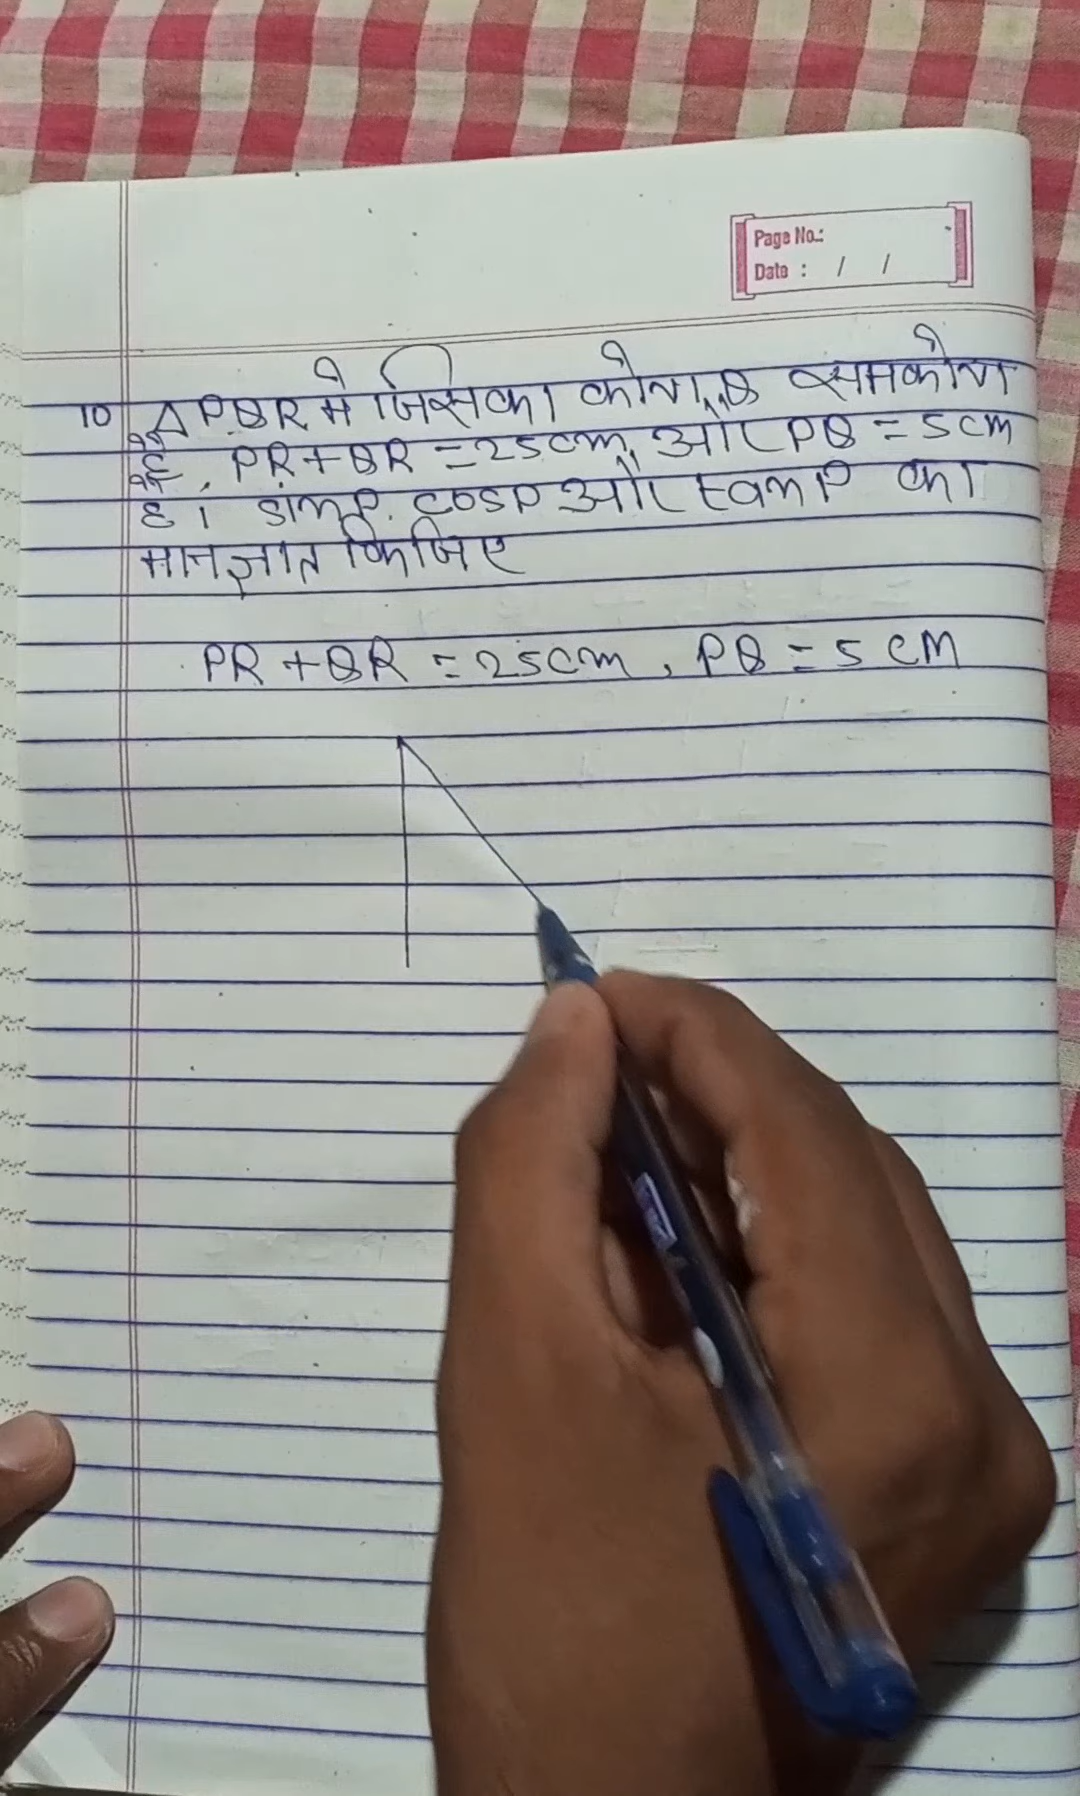 Page No.:
Date : / /
10 Δ PQR मे जिसका कोण Q समकोण
है, PR+QR = 25cm, और PQ = 5cm
है। sinp. cosp और tanp का
मान ज्ञात किजिए
PR + QR = 25cm, PQ = 5 CM